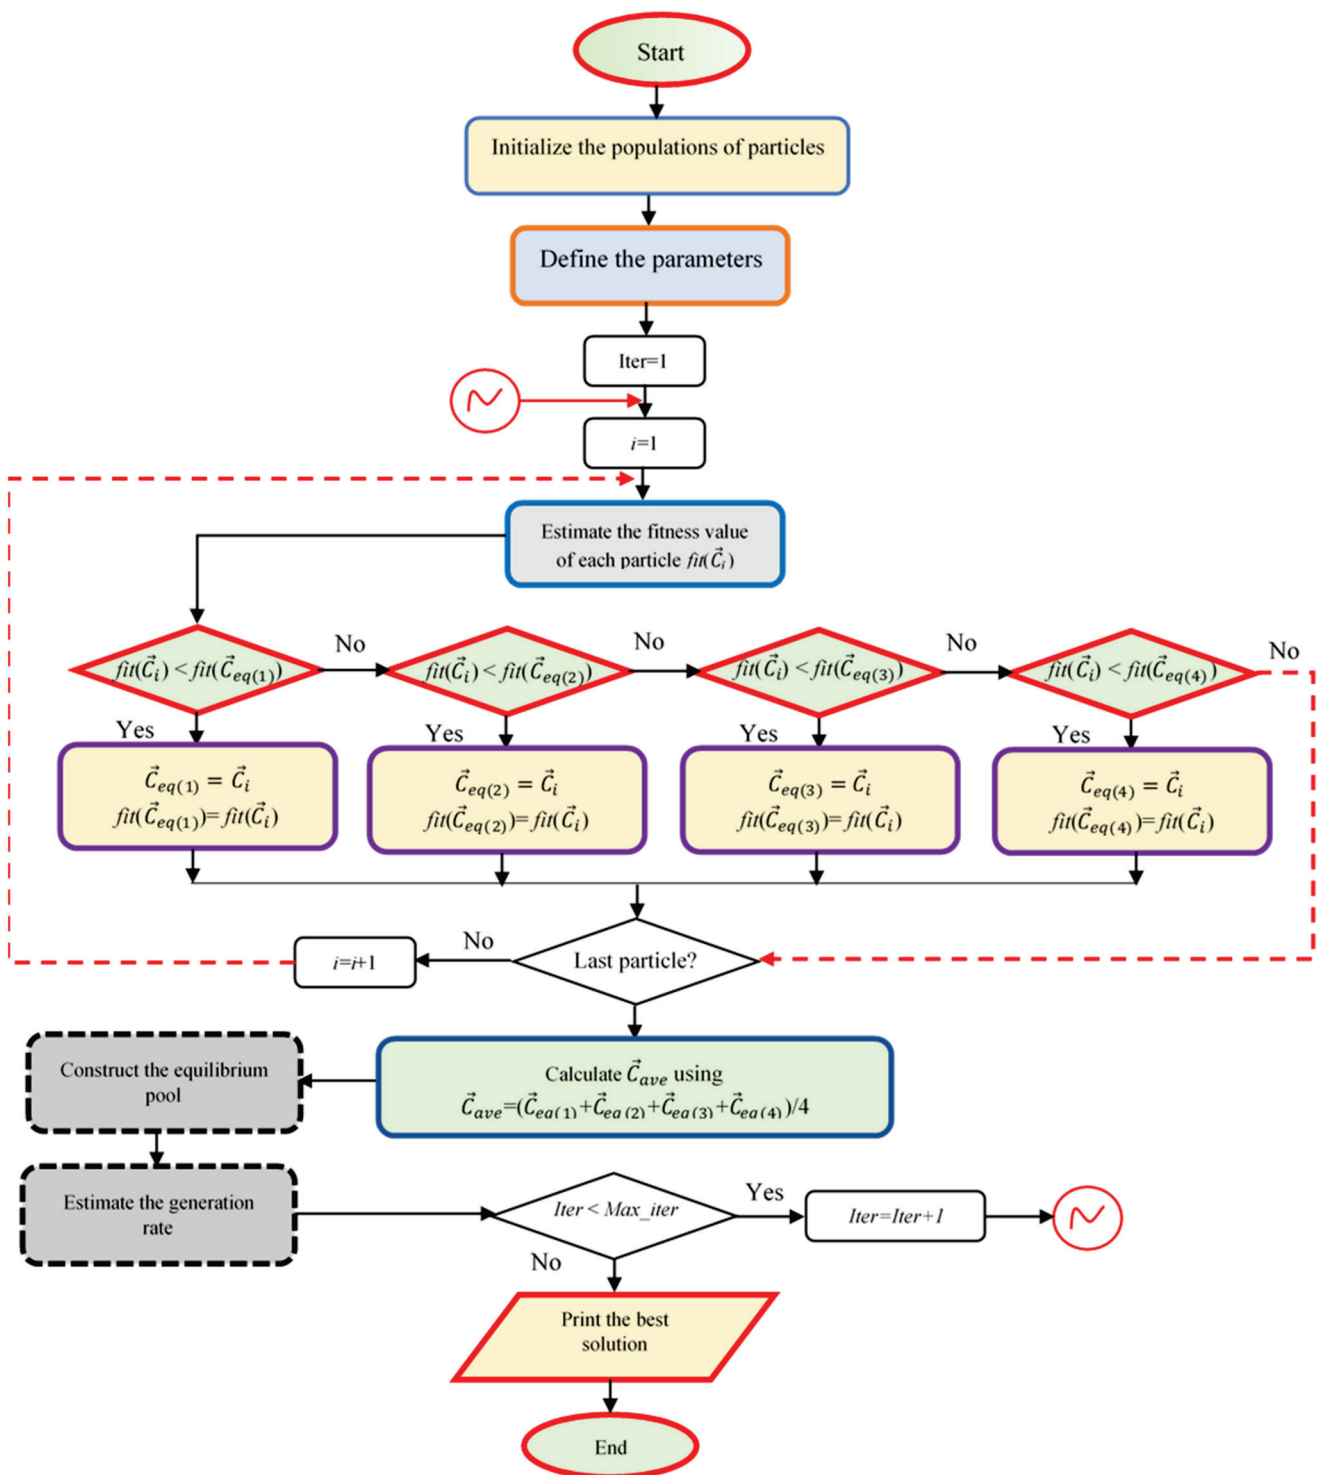 Start
Initialize the populations of particles
Define the parameters
Iter=1
i=1
Estimate the fitness value
of each particle fit(C⃗i)
No
No
No
No
fit(C⃗i) < fit(C⃗eq(1))
fit(C⃗i) < fit(C⃗eq(2))
fit(C⃗i) < fit(C⃗eq(3))
fit(C⃗i) < fit(C⃗eq(4))
Yes
Yes
Yes
Yes
C⃗eq(1) = C⃗i
fit(C⃗eq(1))= fit(C⃗i)
C⃗eq(2) = C⃗i
fit(C⃗eq(2))= fit(C⃗i)
C⃗eq(3) = C⃗i
fit(C⃗eq(3))= fit(C⃗i)
C⃗eq(4) = C⃗i
fit(C⃗eq(4))= fit(C⃗i)
Last particle?
No
i=i+1
Calculate C⃗ave using
C⃗ave=(C⃗eq(1)+C⃗eq(2)+C⃗eq(3)+C⃗eq(4))/4
Construct the equilibrium
pool
Estimate the generation
rate
Iter < Max_iter
Yes
Iter=Iter+1
No
Print the best
solution
End